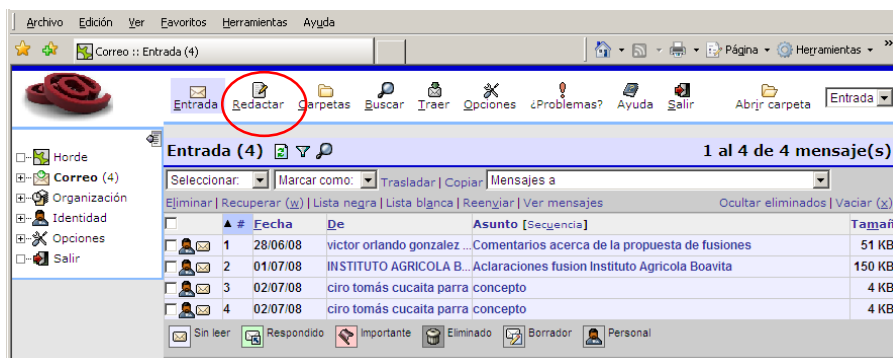 Archivo Edición Ver Favoritos Herramientas Ayuda
Correo :: Entrada (4)
Página Herramientas »
Entrada Redactar Carpetas Buscar Traer Opciones ¿Problemas? Ayuda Salir Abrir carpeta Entrada
Horde
Correo (4)
Organización
Identidad
Opciones
Salir
Entrada (4) 1 al 4 de 4 mensaje(s)
Seleccionar: Marcar como: Trasladar | Copiar Mensajes a
Eliminar | Recuperar (w) | Lista negra | Lista blanca | Reenviar | Ver mensajes Ocultar eliminados | Vaciar (x)
# Fecha De Asunto [Secuencia] Tamañ
1 28/06/08 victor orlando gonzalez ... Comentarios acerca de la propuesta de fusiones 51 KB
2 01/07/08 INSTITUTO AGRICOLA B... Aclaraciones fusion Instituto Agricola Boavita 150 KB
3 02/07/08 ciro tomás cucaita parra concepto 4 KB
4 02/07/08 ciro tomás cucaita parra concepto 4 KB
Sin leer Respondido Importante Eliminado Borrador Personal